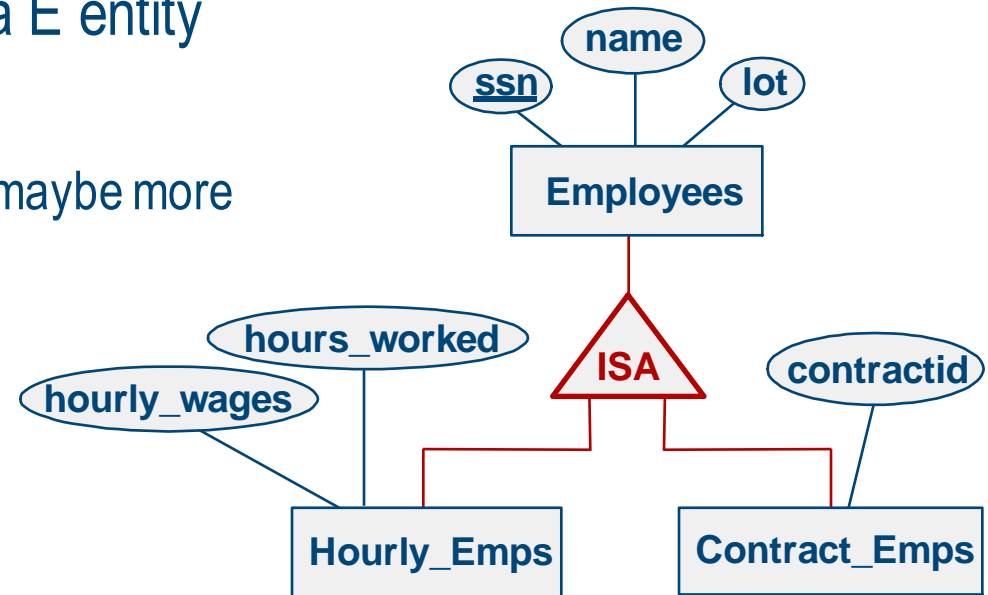 a E entity
name
ssn
lot
maybe more
Employees
hours_worked
ISA
contractid
hourly_wages
Hourly_Emps
Contract_Emps